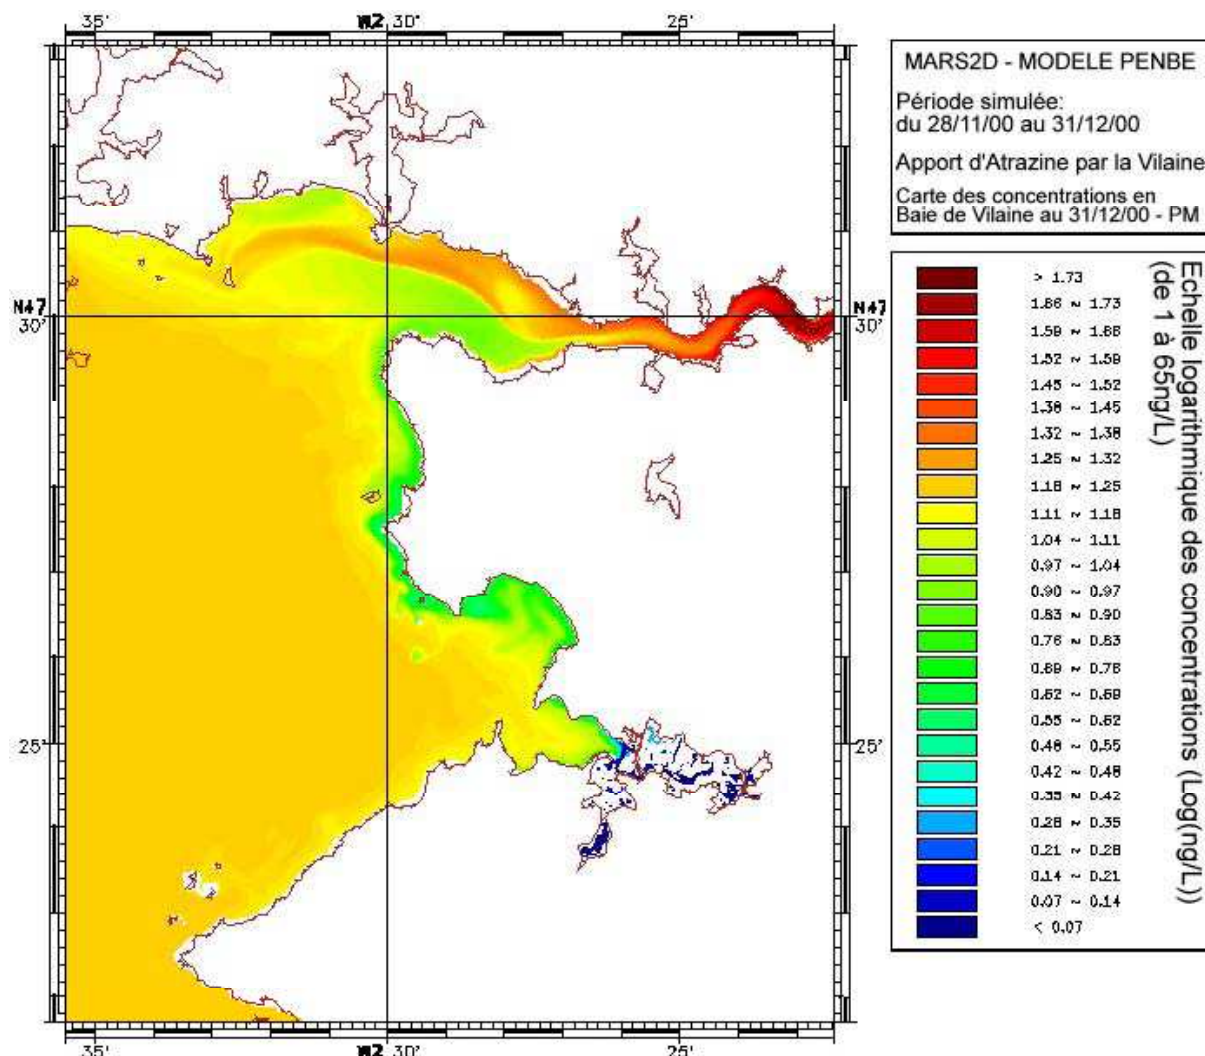 35' W2 30' 25'
MARS2D - MODELE PENBE
Période simulée:
du 28/11/00 au 31/12/00
Apport d'Atrazine par la Vilaine
Carte des concentrations en
Baie de Vilaine au 31/12/00 - PM
N47
30'
N47
30'
25'
25'
35' W2 30' 25'
> 1.73
1.66 ~ 1.73
1.59 ~ 1.66
1.52 ~ 1.59
1.45 ~ 1.52
1.38 ~ 1.45
1.32 ~ 1.38
1.25 ~ 1.32
1.18 ~ 1.25
1.11 ~ 1.18
1.04 ~ 1.11
0.97 ~ 1.04
0.90 ~ 0.97
0.83 ~ 0.90
0.76 ~ 0.83
0.69 ~ 0.76
0.62 ~ 0.69
0.55 ~ 0.62
0.48 ~ 0.55
0.42 ~ 0.48
0.35 ~ 0.42
0.28 ~ 0.35
0.21 ~ 0.28
0.14 ~ 0.21
0.07 ~ 0.14
< 0.07
Echelle logarithmique des concentrations (Log(ng/L))
(de 1 à 65ng/L)